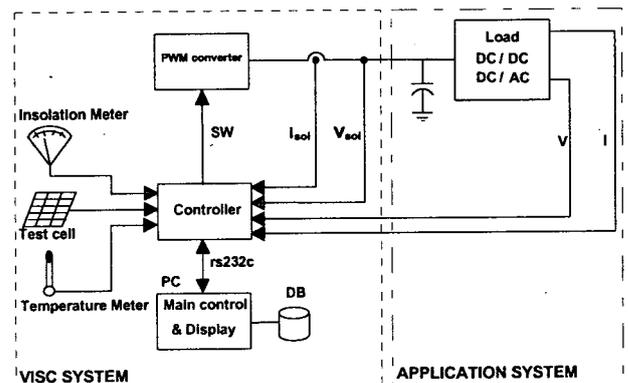 PWM converter
Load
DC / DC
DC / AC
Insolation Meter
SW
Isol
Vsol
V
I
Controller
Test cell
rs232c
PC
Temperature Meter
Main control
& Display
DB
VISC SYSTEM
APPLICATION SYSTEM